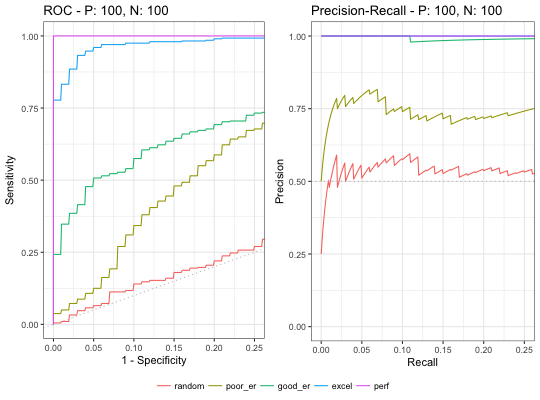 ROC - P: 100, N: 100
1.00
0.75
0.50
0.25
0.00
Sensitivity
0.00 0.05 0.10 0.15 0.20 0.25
1 - Specificity
Precision-Recall - P: 100, N: 100
1.00
0.75
0.50
0.25
0.00
Precision
0.00 0.05 0.10 0.15 0.20 0.25
Recall
random poor_er good_er excel perf